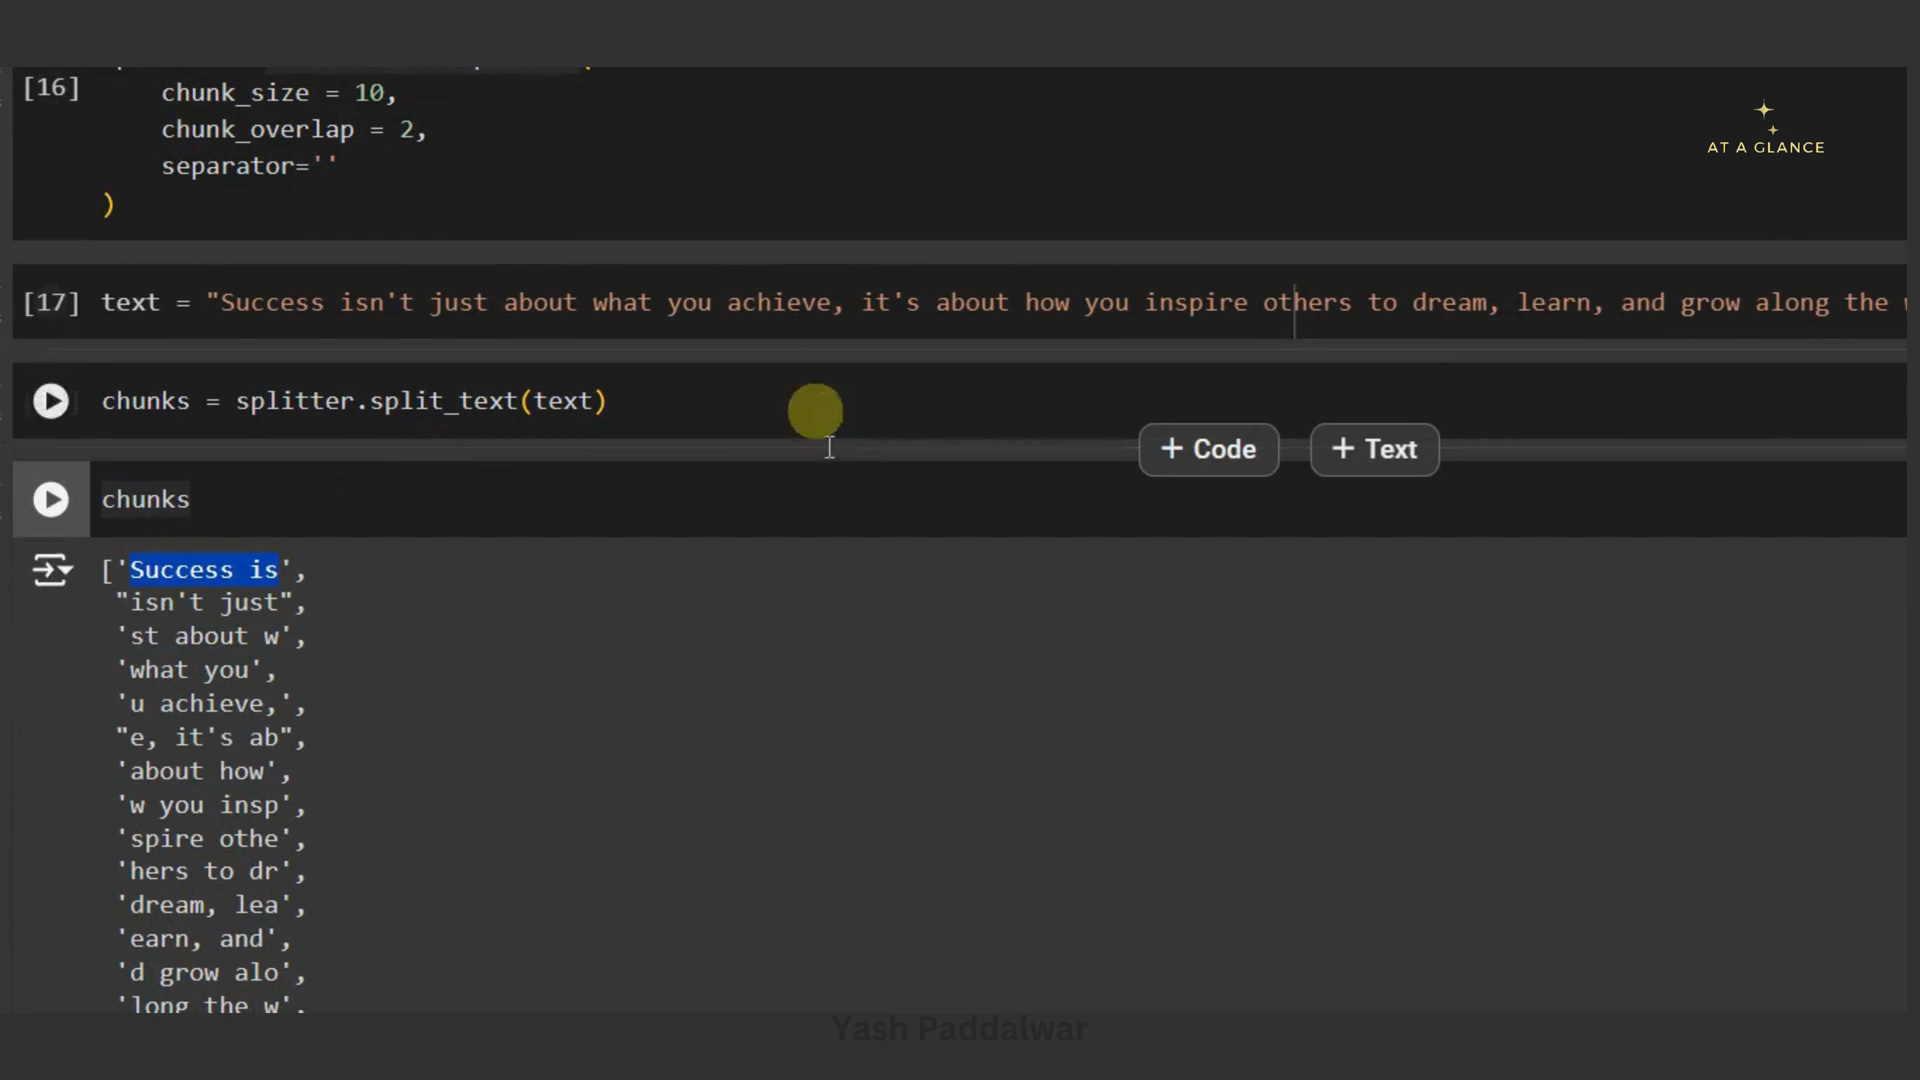 [16]
chunk_size = 10,
chunk_overlap = 2,
separator=''
)
AT A GLANCE
[17] text = "Success isn't just about what you achieve, it's about how you inspire others to dream, learn, and grow along the
chunks = splitter.split_text(text)
+ Code + Text
chunks
['Success is',
"isn't just",
'st about w',
'what you',
'u achieve,',
"e, it's ab",
'about how',
'w you insp',
'spire othe',
'hers to dr',
'dream, lea',
'earn, and',
'd grow alo',
'long the w',
Yash Paddalwar